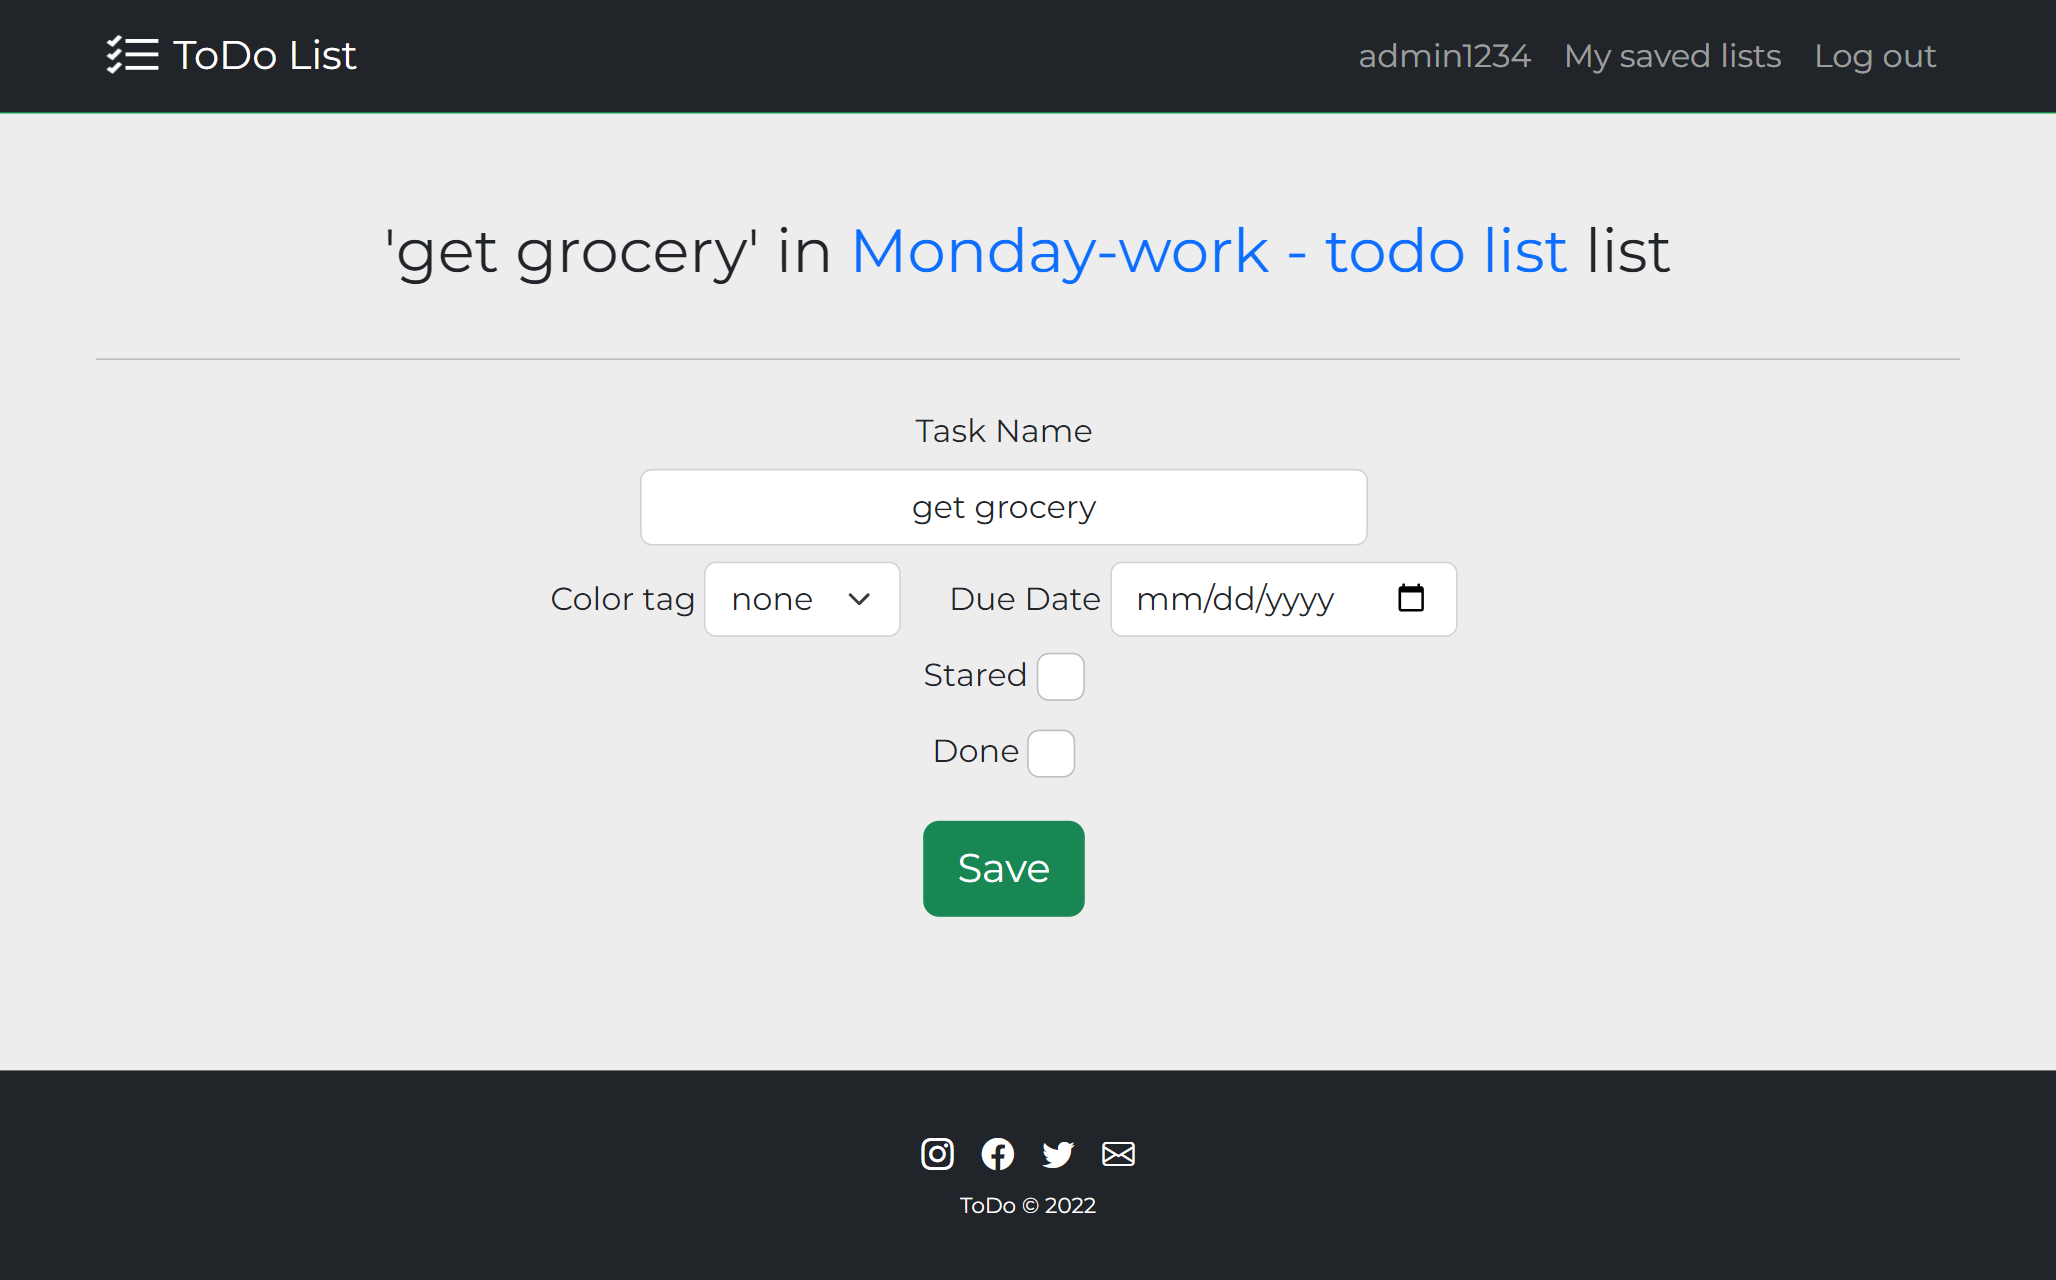 ToDo List
admin1234 My saved lists Log out
'get grocery' in Monday-work - todo list list
Task Name
get grocery
Color tag none Due Date mm/dd/yyyy
Stared
Done
Save
ToDo © 2022